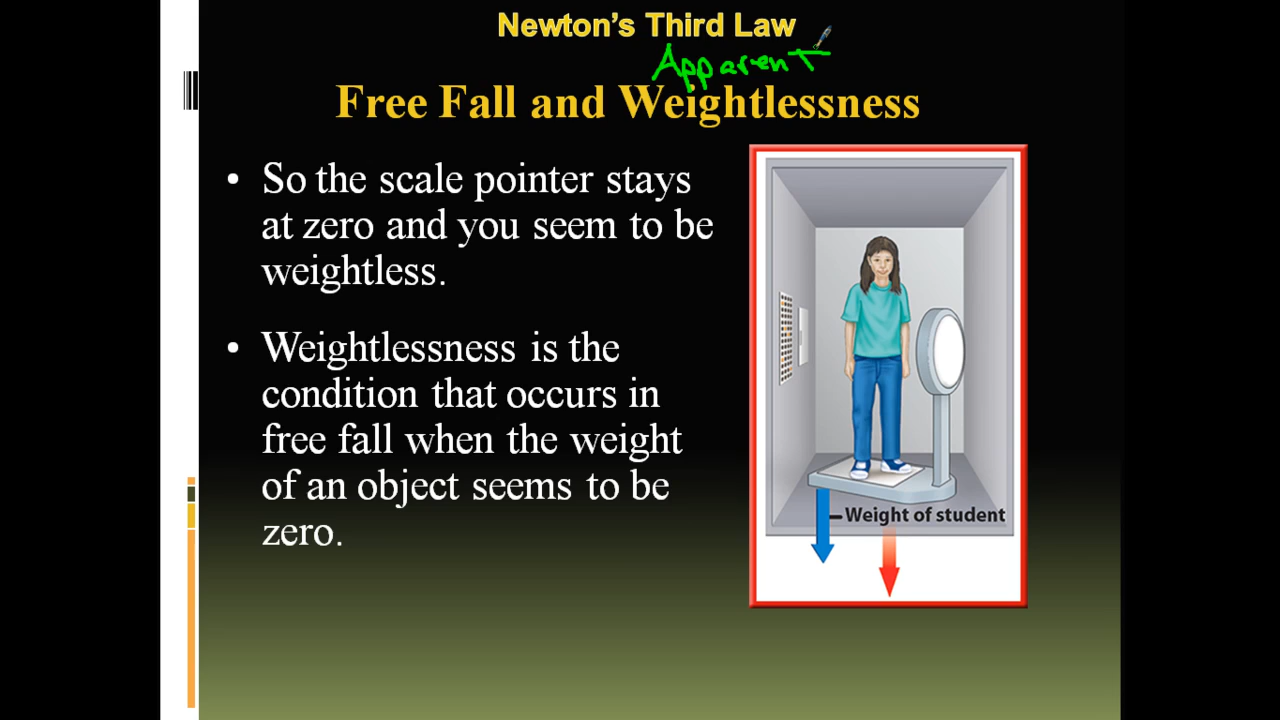 Newton's Third Law
Apparent
Free Fall and Weightlessness
• So the scale pointer stays
at zero and you seem to be
weightless.
• Weightlessness is the
condition that occurs in
free fall when the weight
of an object seems to be
zero.
Weight of student